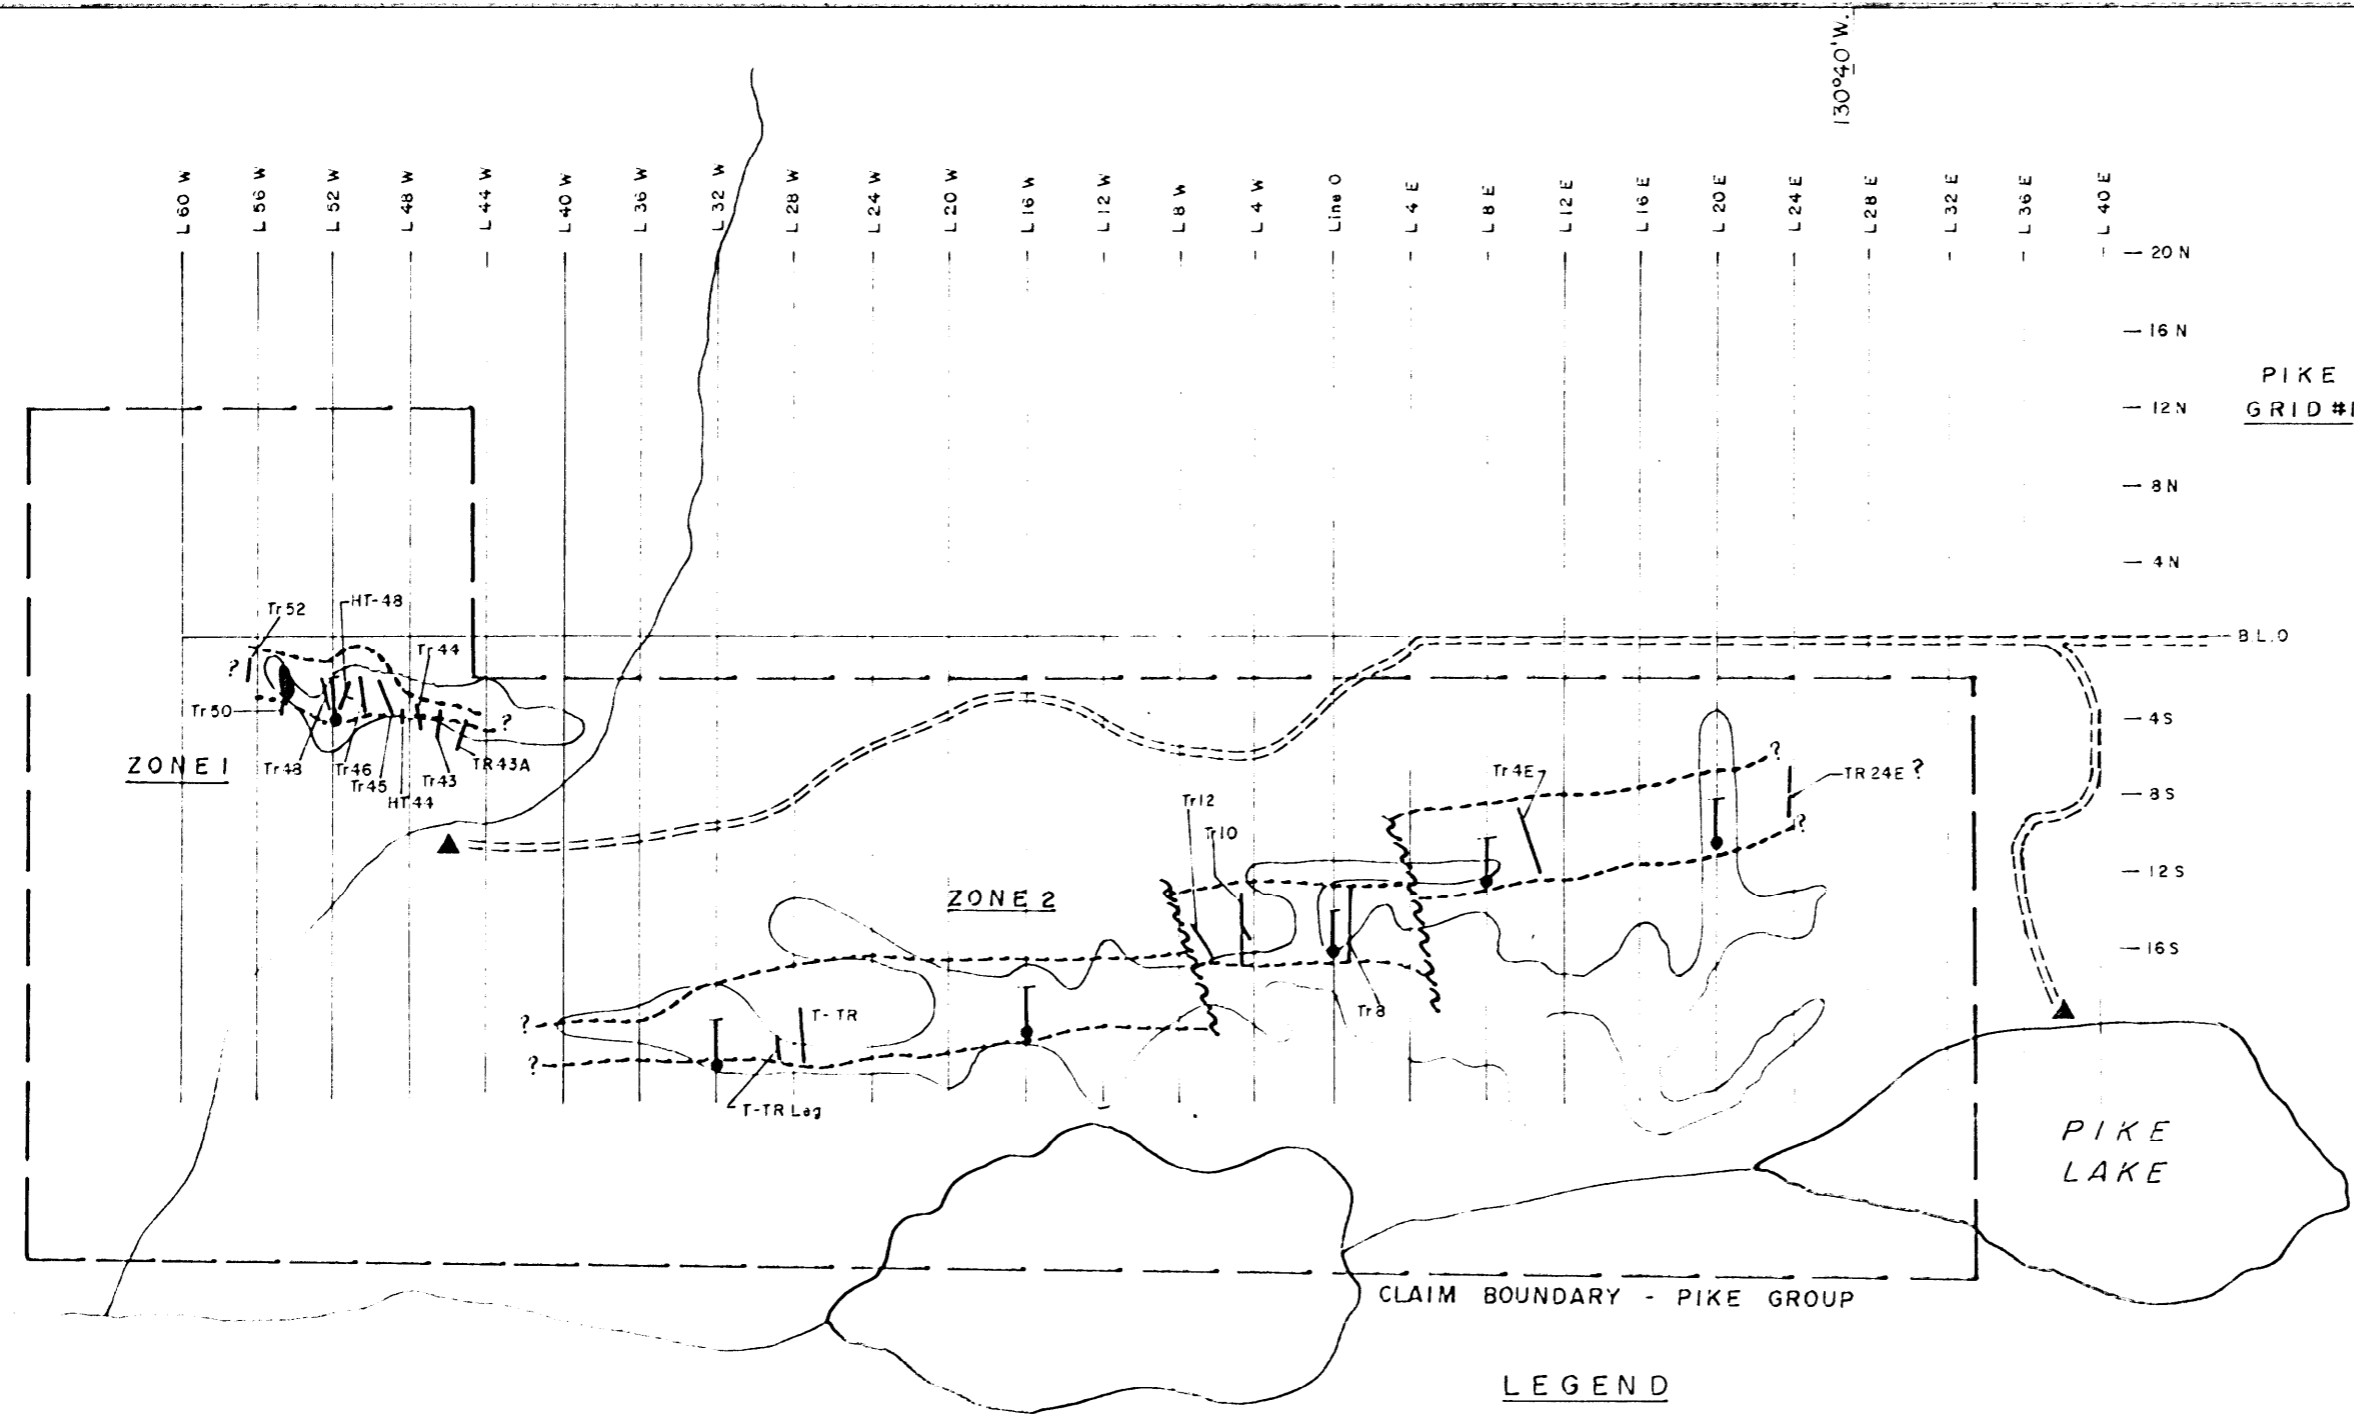 130°40'W.
L 60 W
L 56 W
L 52 W
L 48 W
L 44 W
L 40 W
L 36 W
L 32 W
L 28 W
L 24 W
L 20 W
L 16 W
L 12 W
L 8 W
L 4 W
Line O
L 4 E
L 8 E
L 12 E
L 16 E
L 20 E
L 24 E
L 28 E
L 32 E
L 36 E
L 40 E
20 N
16 N
PIKE
12 N
GRID #1
8 N
4 N
Tr 52
HT-48
B L.O
Tr 44
?
Tr 50
?
4 S
ZONE 1
Tr 48
Tr 46
TR 43A
Tr 45
Tr 43
HT 44
?
Tr 4E
TR 24E ?
8 S
Tr 12
?
Tr 10
12 S
ZONE 2
16 S
?
T-TR
Tr 8
?
T-TR Leg
PIKE
LAKE
CLAIM BOUNDARY - PIKE GROUP
LEGEND